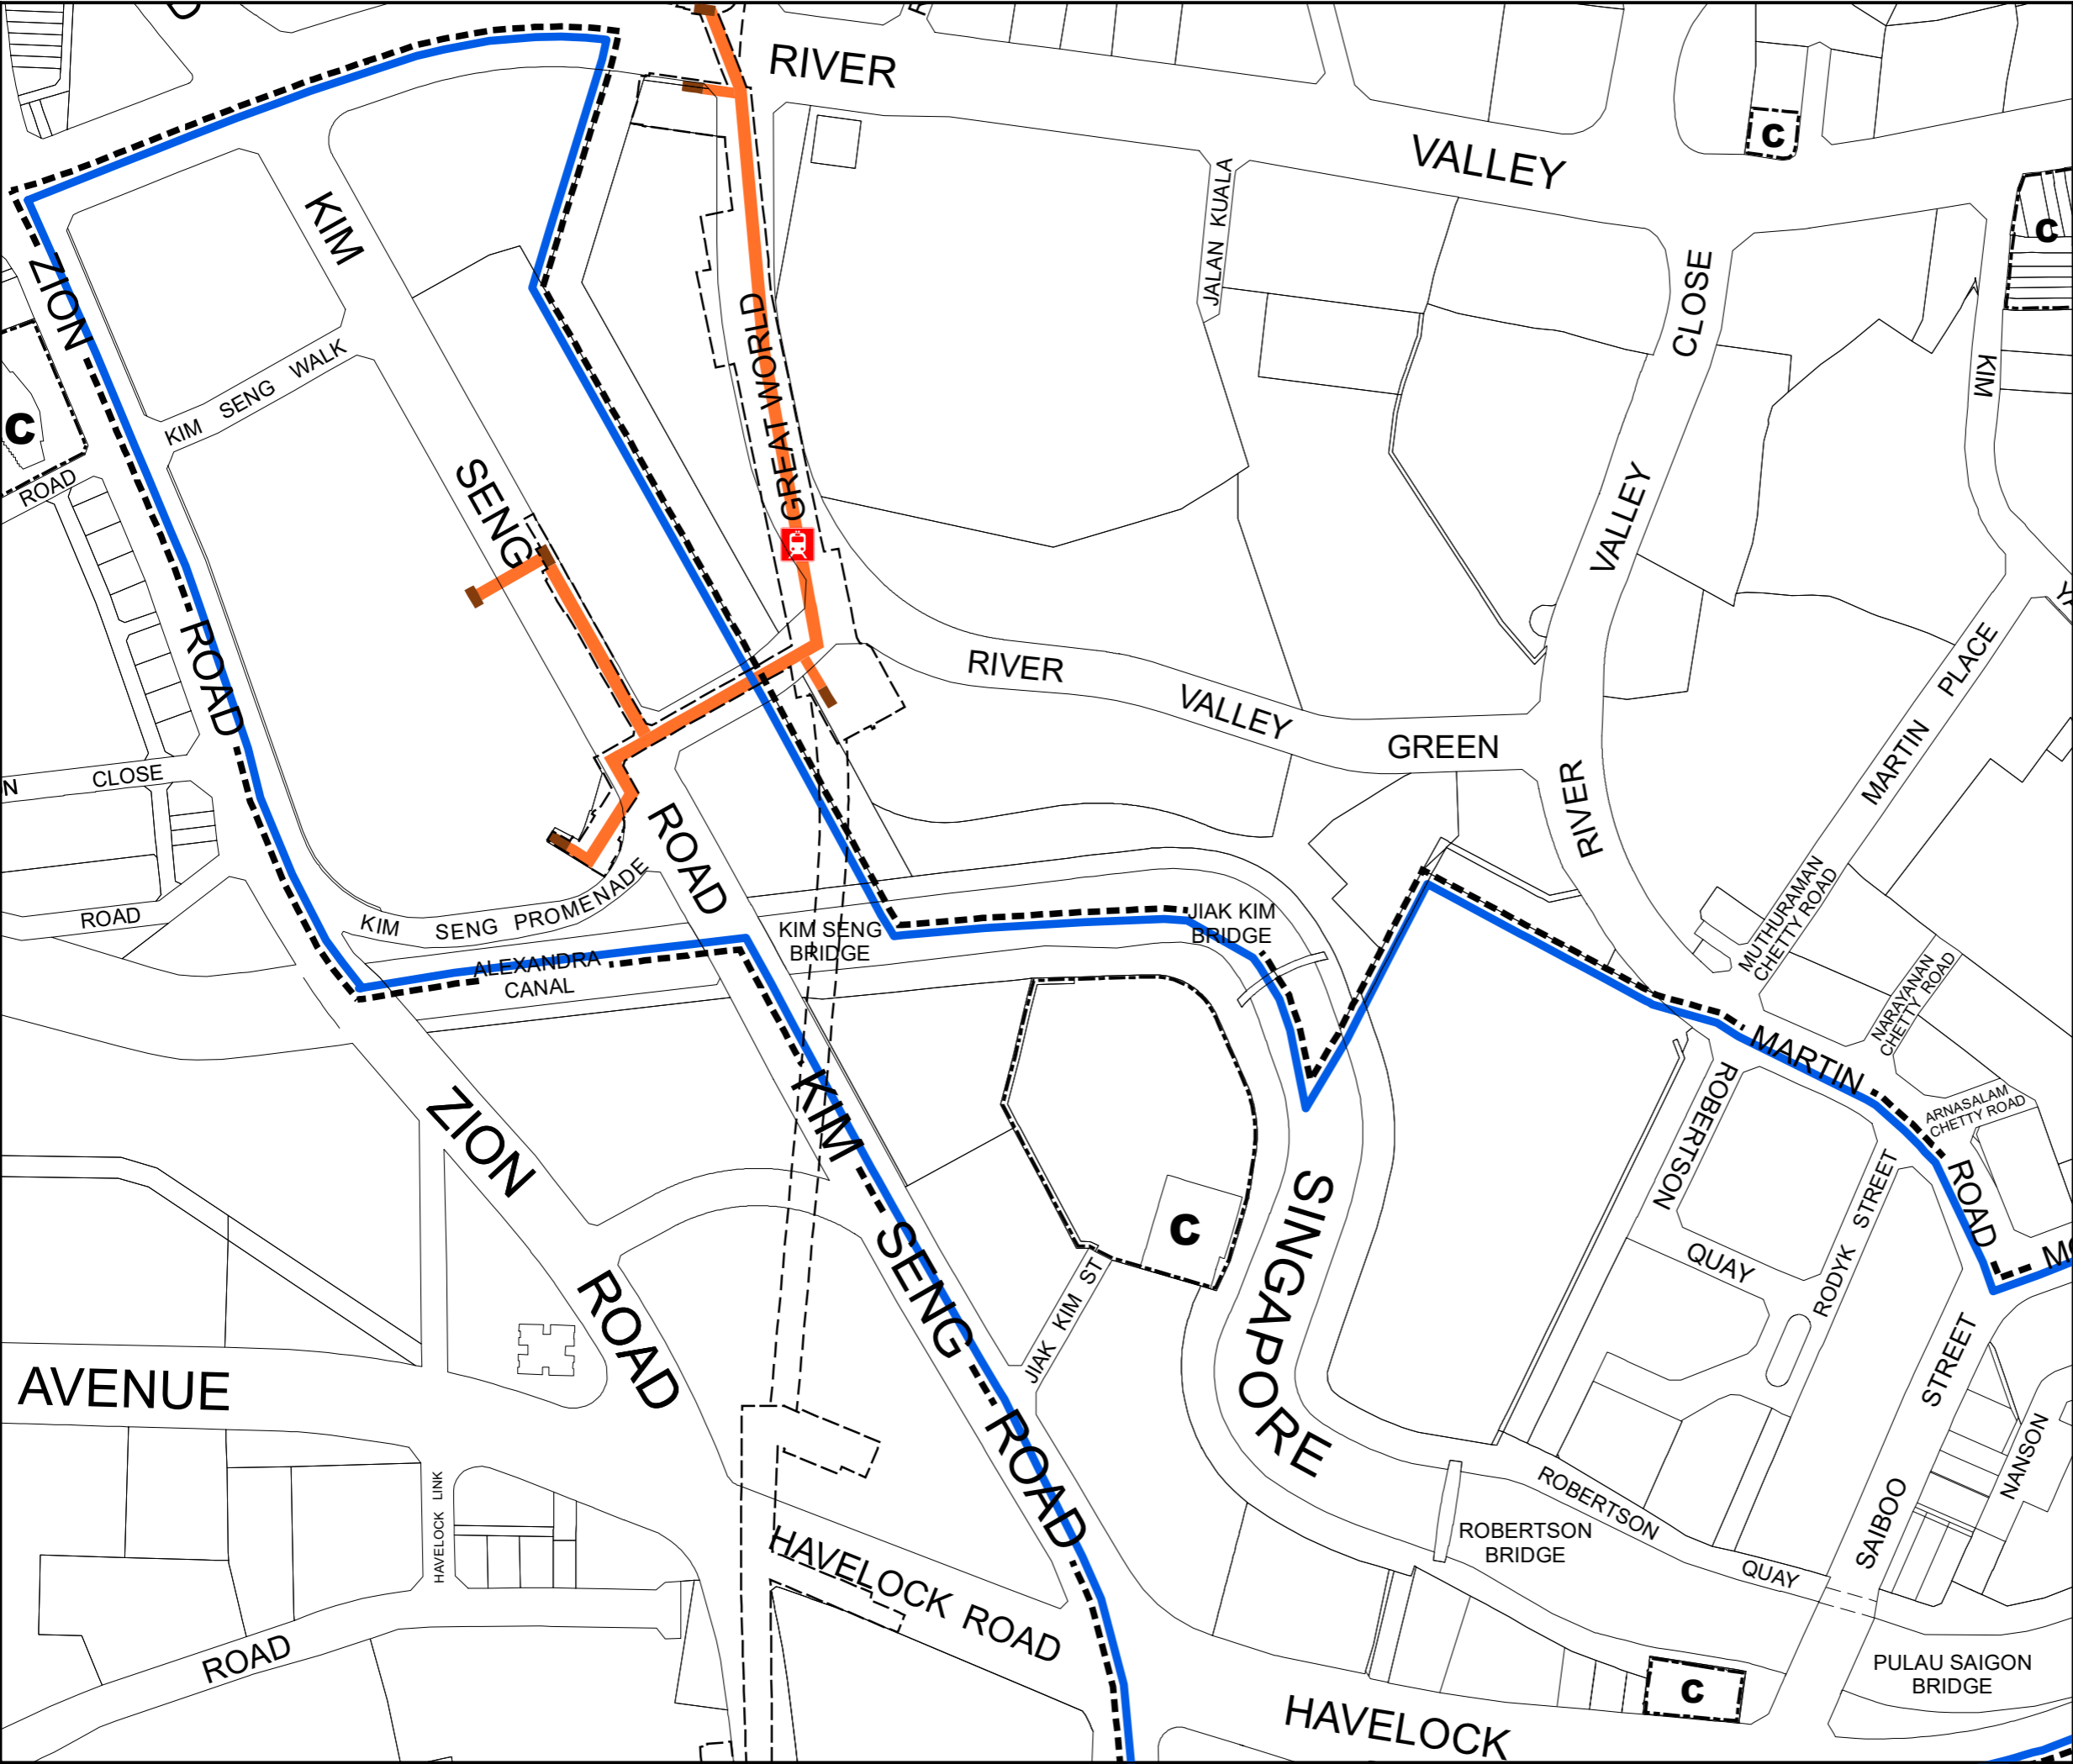 RIVER
VALLEY
C
C
KIM
ZION
JALAN KUALA
CLOSE
GREAT WORLD
KIM
KIM SENG WALK
C
ROAD
SENG
VALLEY
ROAD
RIVER
VALLEY
GREEN
RIVER
MARTIN PLACE
CLOSE
ROAD
ROAD
KIM SENG PROMENADE
MUTHURAMAN
CHETTY ROAD
KIM SENG
BRIDGE
JIAK KIM
BRIDGE
ALEXANDRA
CANAL
NARAYANAN
CHETTY ROAD
MARTIN
ROAD
ARNASALAM
CHETTY ROAD
ZION
ROAD
KIM SENG ROAD
C
JIAK KIM ST
SINGAPORE
ROBERTSON
QUAY
RODYK STREET
AVENUE
HAVELOCK LINK
SAIBOO STREET
NANSON
ROBERTSON
QUAY
ROBERTSON
BRIDGE
HAVELOCK ROAD
ROAD
C
PULAU SAIGON
BRIDGE
HAVELOCK